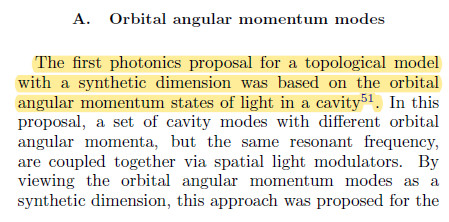 A. Orbital angular momentum modes
The first photonics proposal for a topological model
with a synthetic dimension was based on the orbital
angular momentum states of light in a cavity51. In this
proposal, a set of cavity modes with different orbital
angular momenta, but the same resonant frequency,
are coupled together via spatial light modulators. By
viewing the orbital angular momentum modes as a
synthetic dimension, this approach was proposed for the